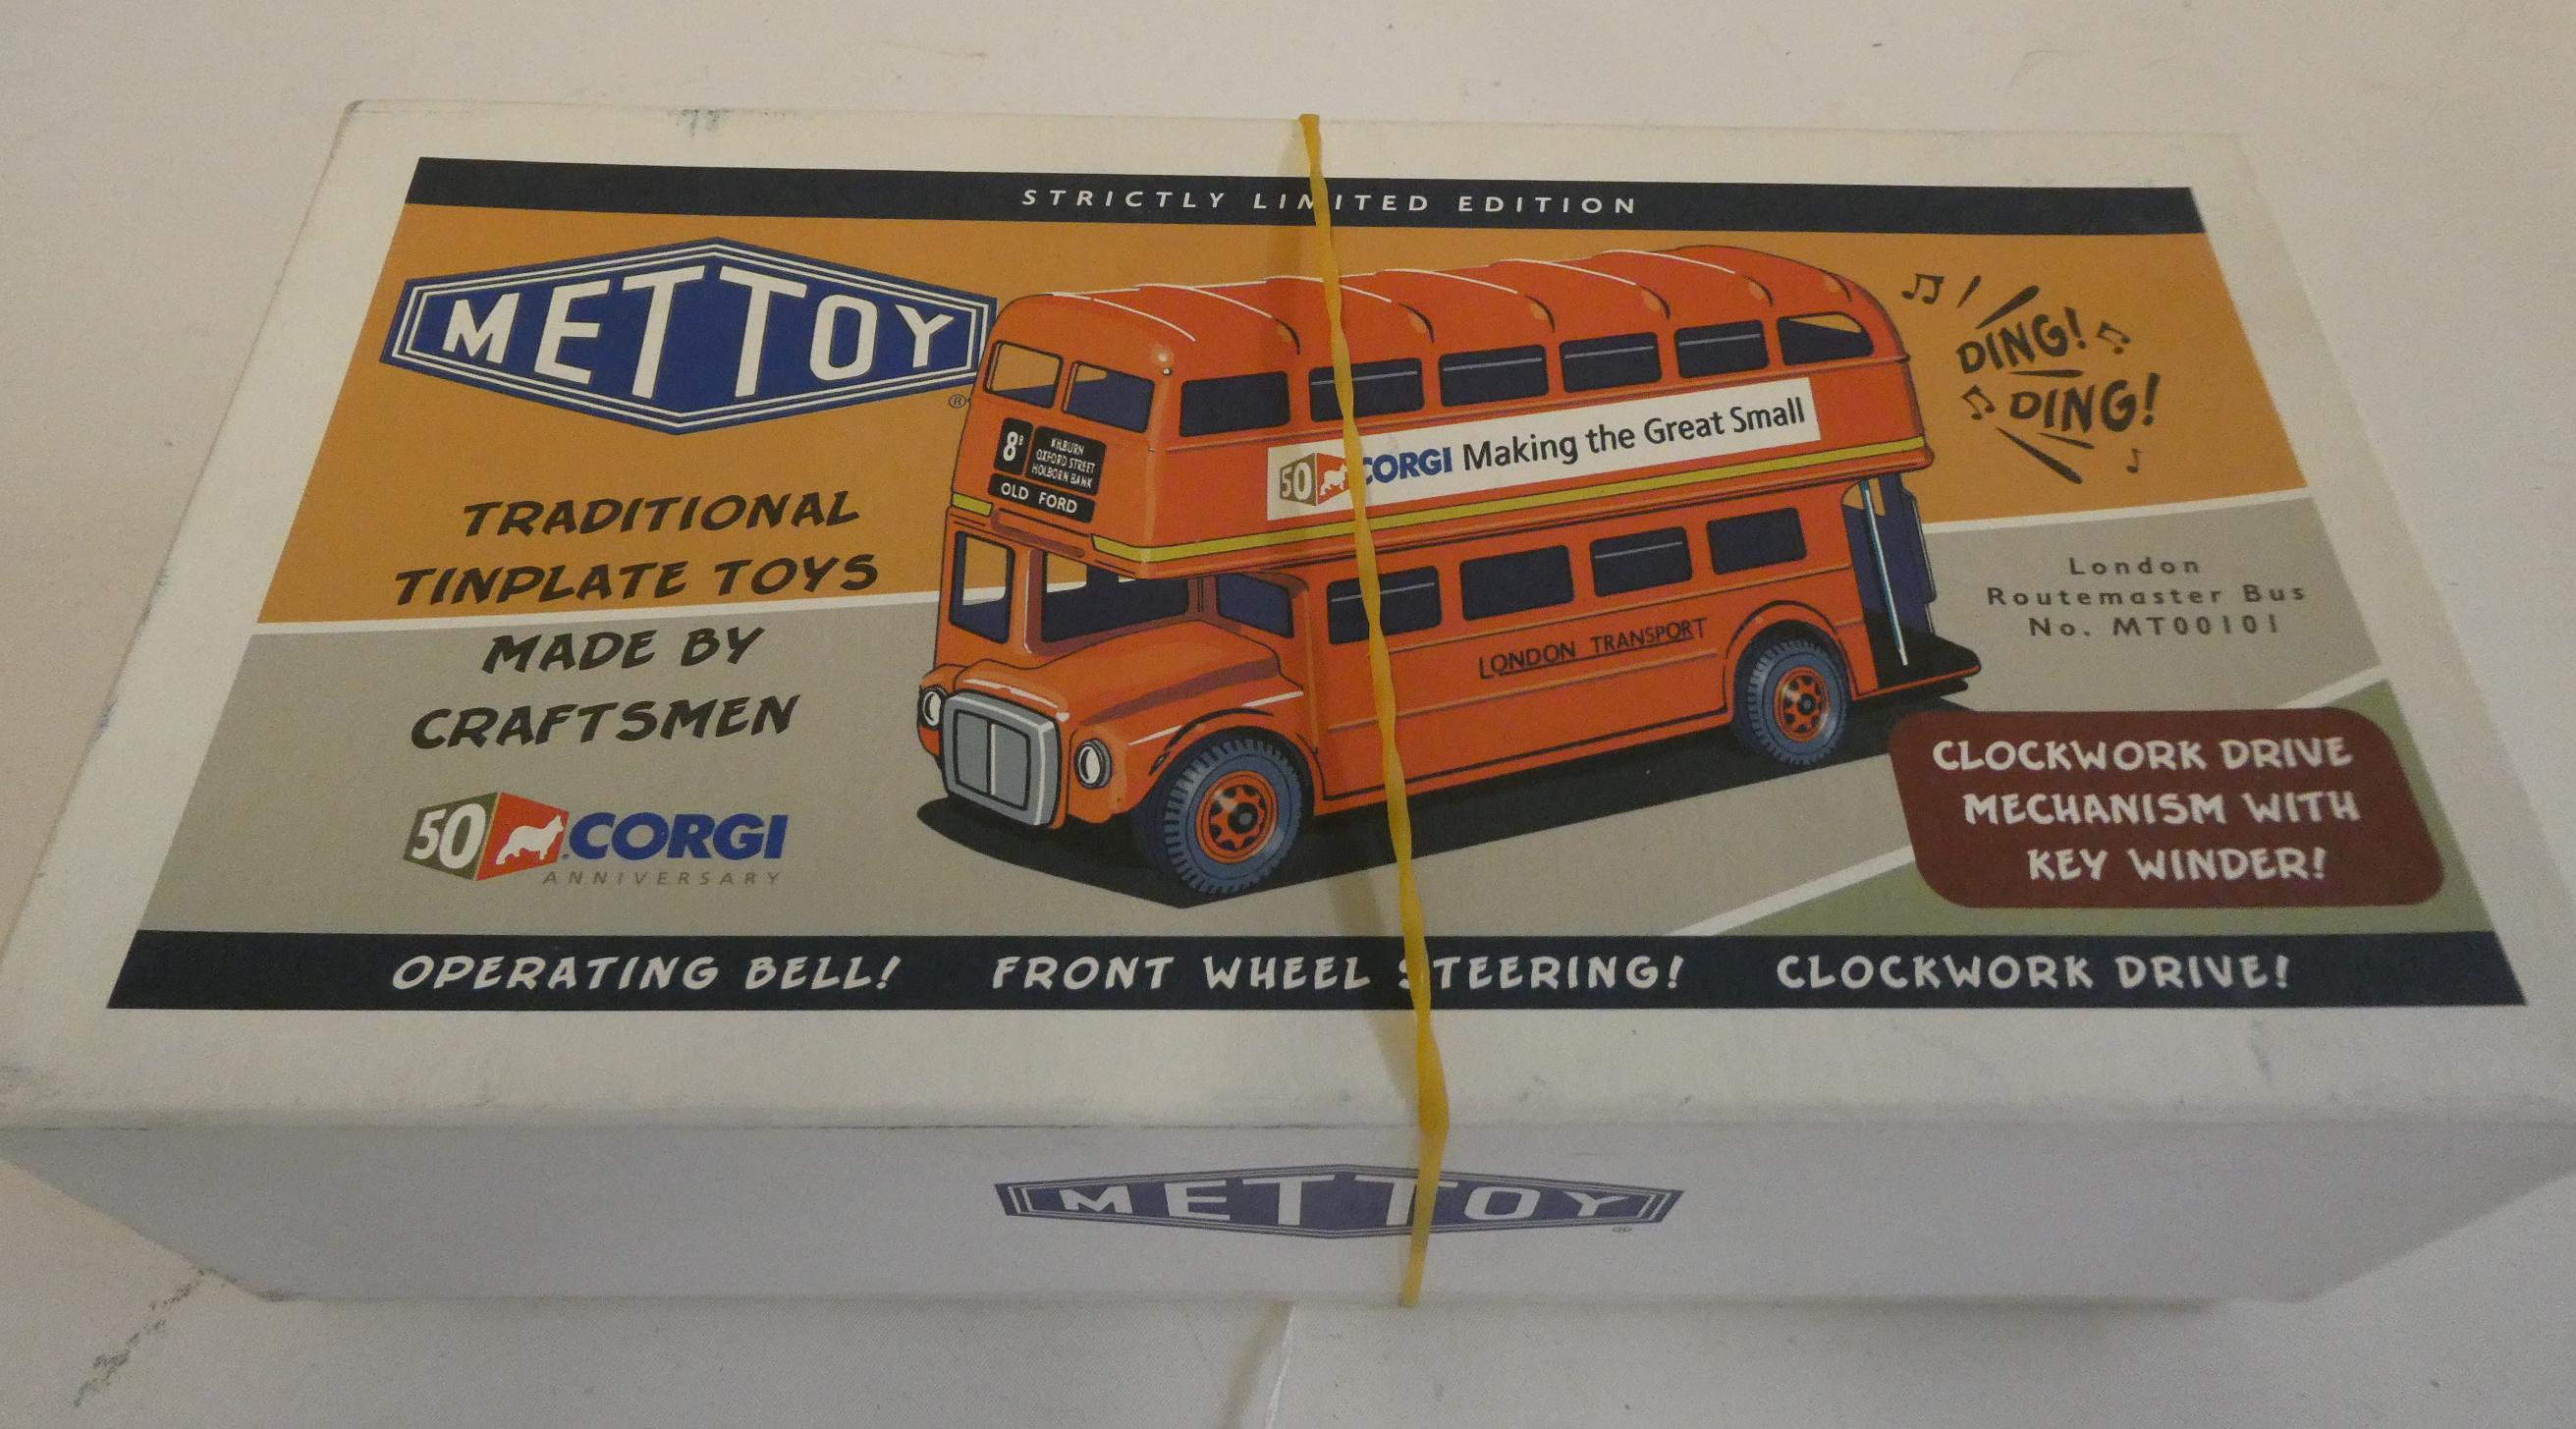 STRICTLY LIMITED EDITION
METTOY
®
DING!
DING!
8B
KILBURN
OXFORD STREET
HOLBORN BANK
OLD FORD
50 CORGI Making the Great Small
TRADITIONAL
TINPLATE TOYS
MADE BY
CRAFTSMEN
London
Routemaster Bus
No. MT00101
LONDON TRANSPORT
CLOCKWORK DRIVE
MECHANISM WITH
KEY WINDER!
50 CORGI
ANNIVERSARY
OPERATING BELL! FRONT WHEEL STEERING! CLOCKWORK DRIVE!
METTOY
®